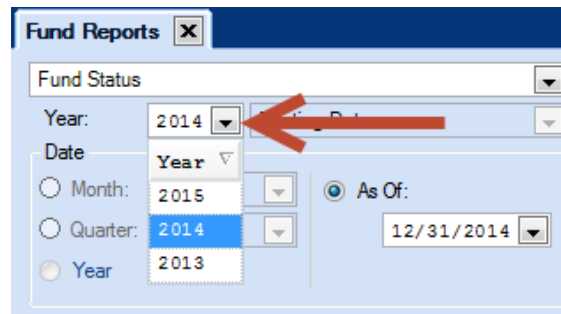 Fund Reports
Fund Status
Year: 2014
Date Year
Month: 2015 As Of:
Quarter: 2014 12/31/2014
Year 2013